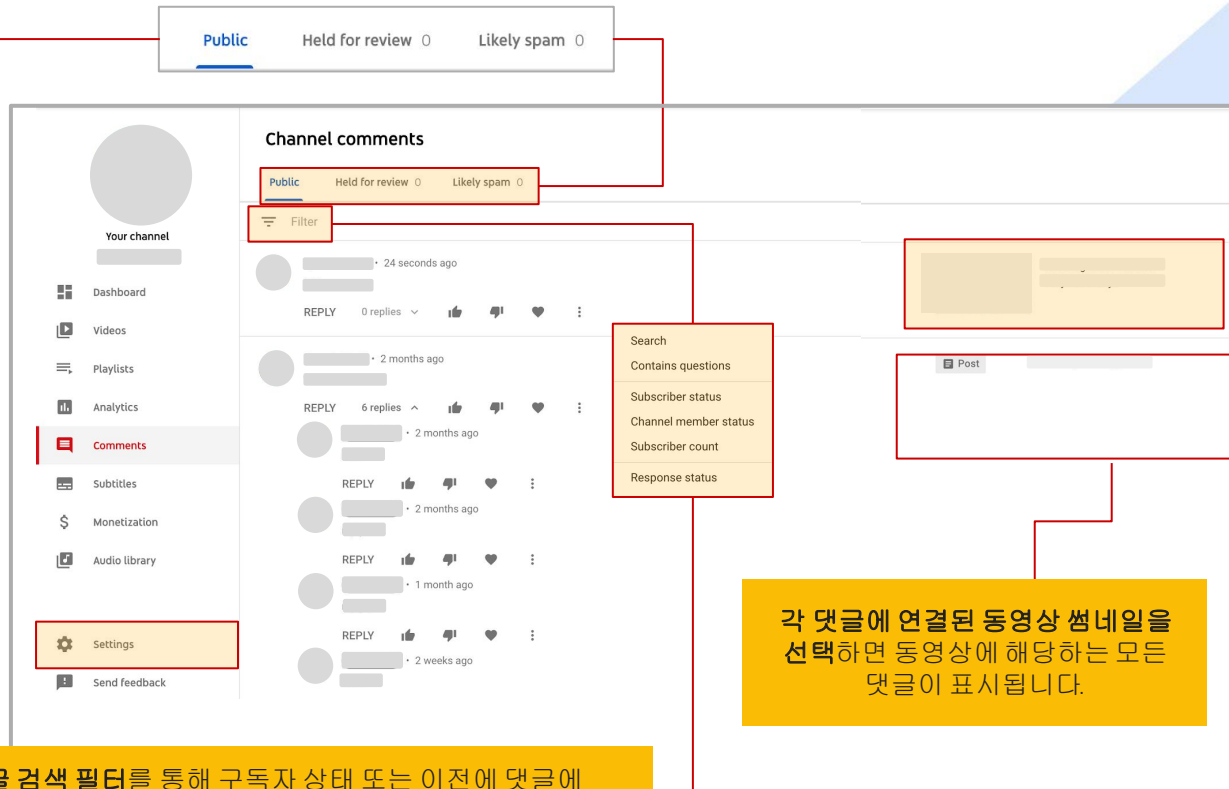 Public Held for review 0 Likely spam 0
Channel comments
Public Held for review 0 Likely spam 0
Filter
Your channel
Dashboard
Videos
Playlists
Analytics
Comments
Subtitles
Monetization
Audio library
Settings
Send feedback
• 24 seconds ago
REPLY 0 replies
• 2 months ago
REPLY 6 replies
• 2 months ago
REPLY
• 2 months ago
REPLY
• 1 month ago
REPLY
• 2 weeks ago
Search
Contains questions
Subscriber status
Channel member status
Subscriber count
Response status
Post
각 댓글에 연결된 동영상 썸네일을
선택하면 동영상에 해당하는 모든
댓글이 표시됩니다.
검색 필터를 통해 구독자 상태 또는 이전에 댓글에